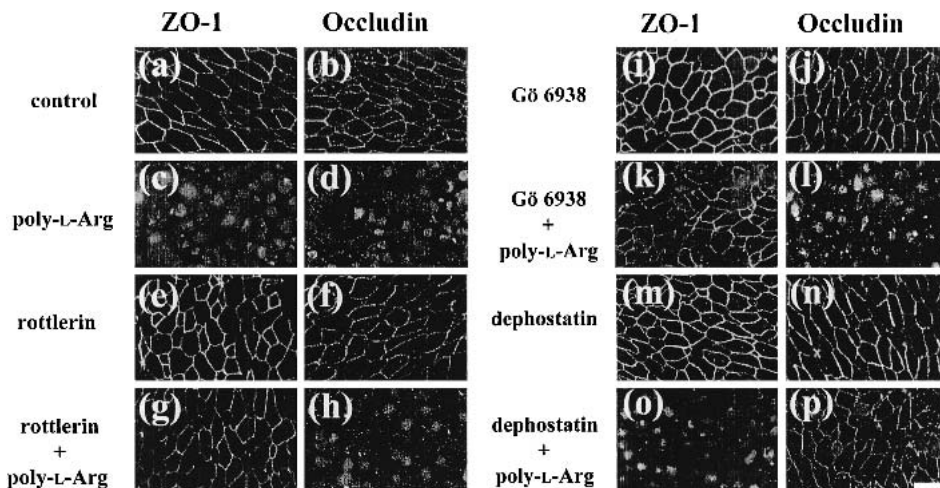 ZO-1 Occludin ZO-1 Occludin
control (a) (b) Gö 6938 (i) (j)
poly-L-Arg (c) (d) Gö 6938 + poly-L-Arg (k) (l)
rottlerin (e) (f) dephostatin (m) (n)
rottlerin + poly-L-Arg (g) (h) dephostatin + poly-L-Arg (o) (p)